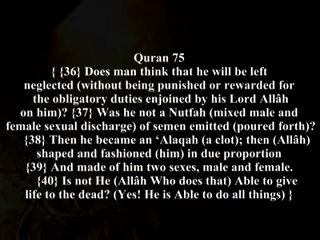 Quran 75
{ {36} Does man think that he will be left
neglected (without being punished or rewarded for
the obligatory duties enjoined by his Lord Allâh
on him)? {37} Was he not a Nutfah (mixed male and
female sexual discharge) of semen emitted (poured forth)?
{38} Then he became an ‘Alaqah (a clot); then (Allâh)
shaped and fashioned (him) in due proportion
{39} And made of him two sexes, male and female.
{40} Is not He (Allâh Who does that) Able to give
life to the dead? (Yes! He is Able to do all things) }